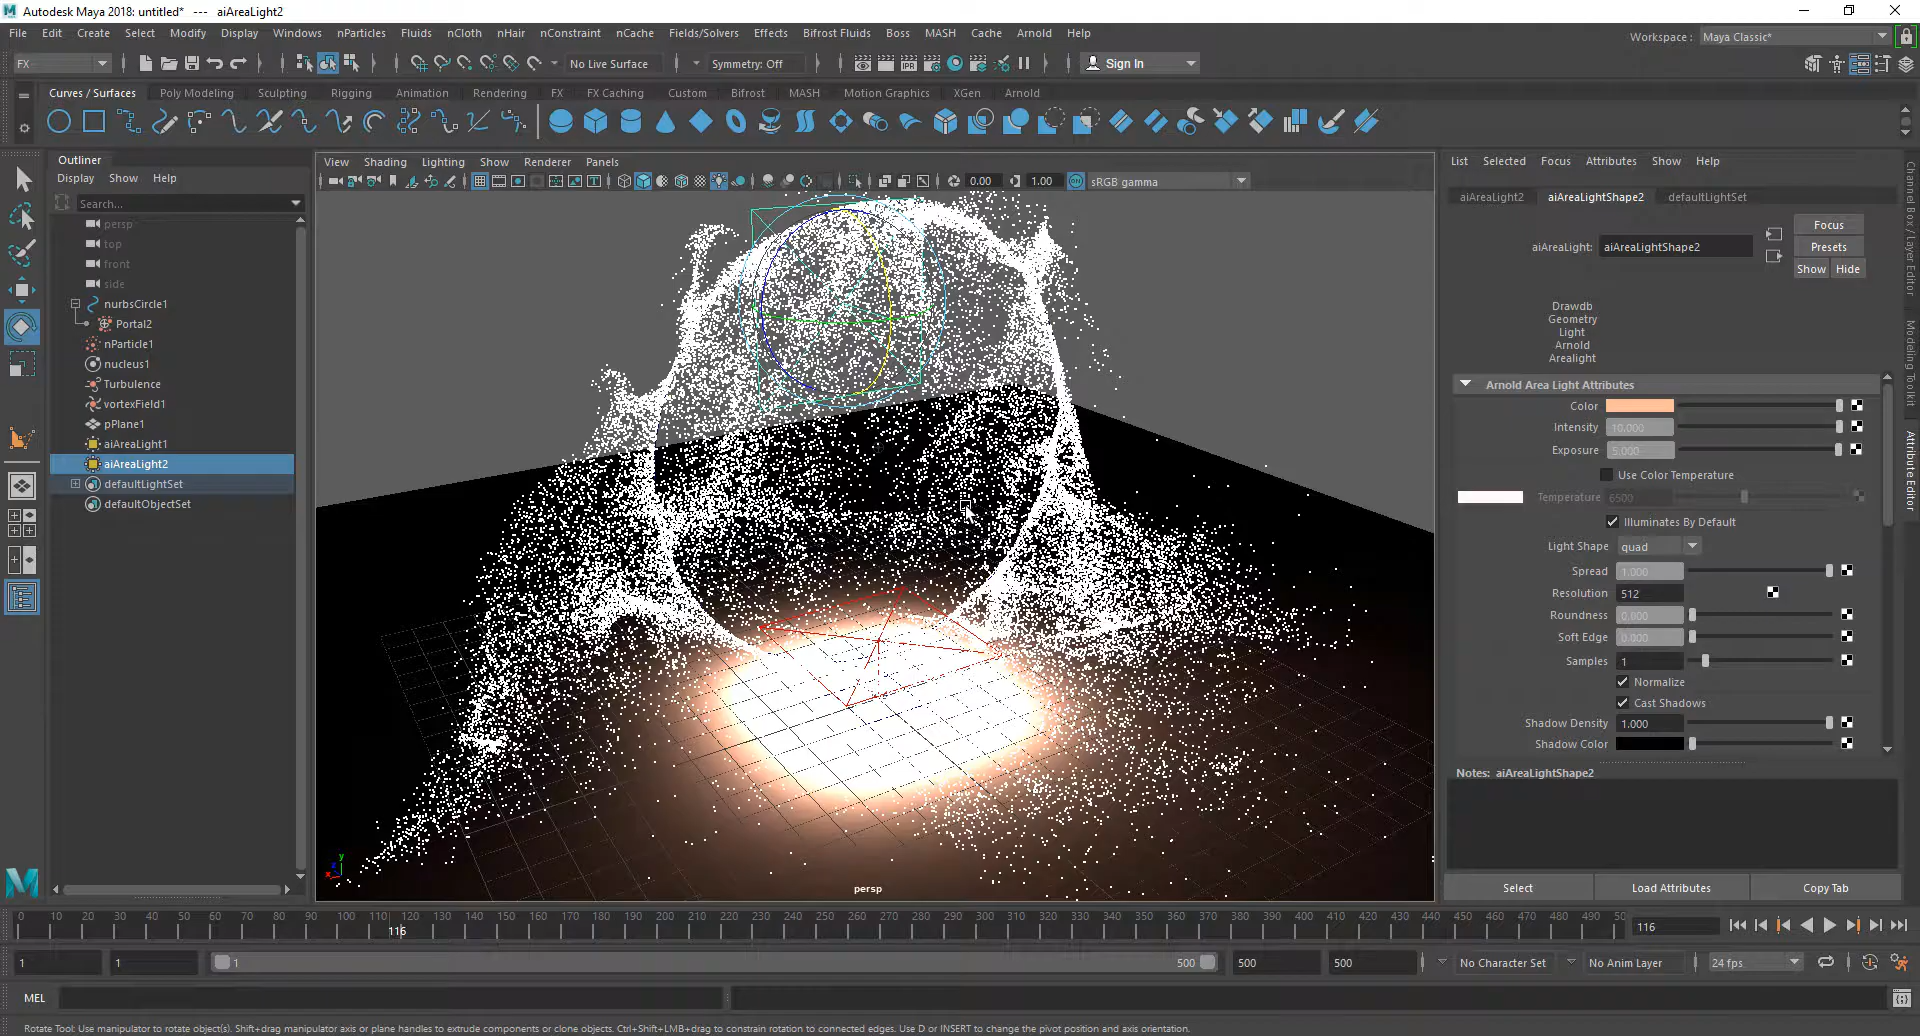 Autodesk Maya 2018: untitled*   ---   aiAreaLight2
File Edit Create Select Modify Display Windows nParticles Fluids nCloth nHair nConstraint nCache Fields/Solvers Effects Bifrost Fluids Boss MASH Cache Arnold Help
Workspace : Maya Classic*
FX No Live Surface Symmetry: Off Sign In
Curves / Surfaces Poly Modeling Sculpting Rigging Animation Rendering FX FX Caching Custom Bifrost MASH Motion Graphics XGen Arnold
Outliner
Display Show Help
Search...
persp
top
front
side
nurbsCircle1
Portal2
nParticle1
nucleus1
Turbulence
vortexField1
pPlane1
aiAreaLight1
aiAreaLight2
defaultLightSet
defaultObjectSet
View Shading Lighting Show Renderer Panels
0.00 1.00 sRGB gamma
persp
y
x
List Selected Focus Attributes Show Help
aiAreaLight2 aiAreaLightShape2 defaultLightSet
Focus
aiAreaLight: aiAreaLightShape2 Presets
Show Hide
Drawdb
Geometry
Light
Arnold
Arealight
Arnold Area Light Attributes
Color
Intensity 10.000
Exposure 5.000
Use Color Temperature
Temperature 6500
Illuminates By Default
Light Shape quad
Spread 1.000
Resolution 512
Roundness 0.000
Soft Edge 0.000
Samples 1
Normalize
Cast Shadows
Shadow Density 1.000
Shadow Color
Notes: aiAreaLightShape2
Select Load Attributes Copy Tab
Channel Box / Layer Editor
Modeling Toolkit
Attribute Editor
0 10 20 30 40 50 60 70 80 90 100 110 120 130 140 150 160 170 180 190 200 210 220 230 240 250 260 270 280 290 300 310 320 330 340 350 360 370 380 390 400 410 420 430 440 450 460 470 480 490 50
116 116
1 1 1 500 500 500 No Character Set No Anim Layer 24 fps
MEL
Rotate Tool: Use manipulator to rotate object(s). Shift+drag manipulator axis or plane handles to extrude components or clone objects. Ctrl+Shift+LMB+drag to constrain rotation to connected edges. Use D or INSERT to change the pivot position and axis orientation.